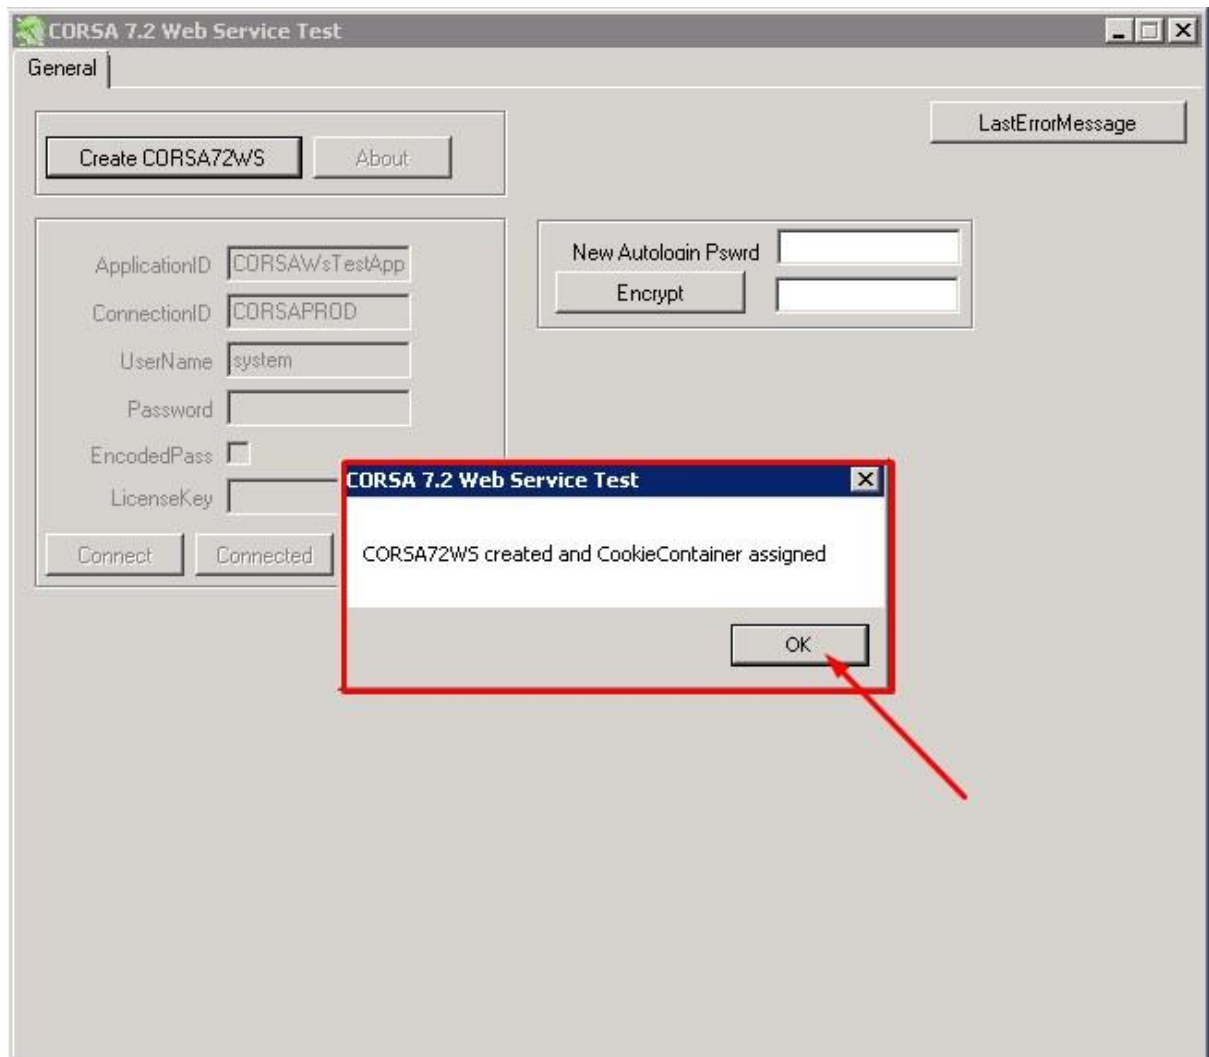 CORSA 7.2 Web Service Test
General
LastErrorMessage
Create CORSA72WS
About
ApplicationID CORSAWsTestApp
ConnectionID CORSAPROD
UserName system
Password
EncodedPass
LicenseKey
Connect
Connected
New Autologin Pswrd
Encrypt
CORSA 7.2 Web Service Test
CORSA72WS created and CookieContainer assigned
OK